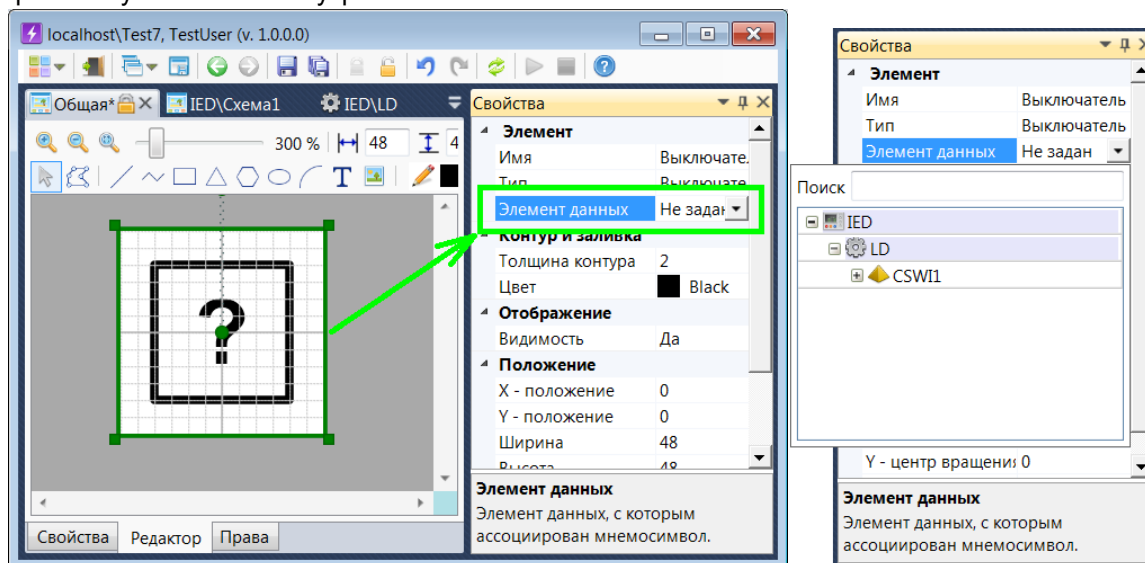 localhost\Test7, TestUser (v. 1.0.0.0)
Общая*
IED\Схема1
IED\LD
300 %
48
4
T
?
Свойства
Редактор
Права
Свойства
Элемент
Имя Выключате.
Тип Выключате
Элемент данных Не задан
Контур и заливка
Толщина контура 2
Цвет Black
Отображение
Видимость Да
Положение
X - положение 0
Y - положение 0
Ширина 48
Высота 48
Элемент данных
Элемент данных, с которым
ассоциирован мнемосимвол.
Свойства
Элемент
Имя Выключатель
Тип Выключатель
Элемент данных Не задан
Поиск
IED
LD
CSWI1
Y - центр вращени 0
Элемент данных
Элемент данных, с которым
ассоциирован мнемосимвол.